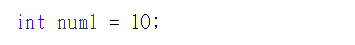 int num1 = 10;